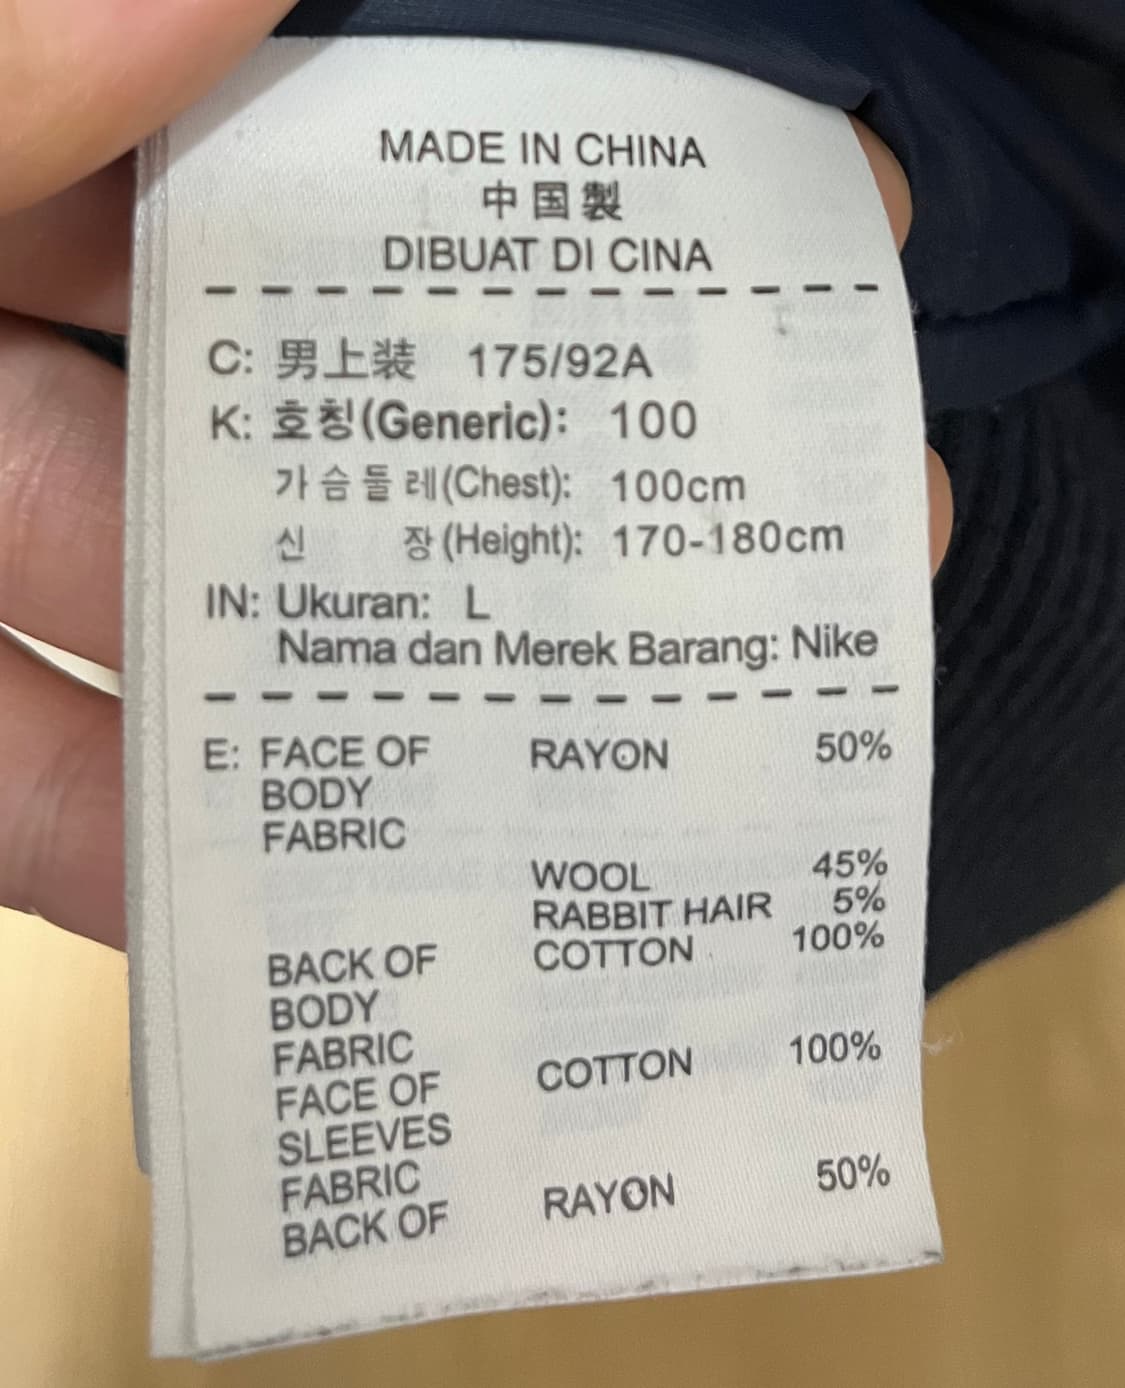 MADE IN CHINA
中国製
DIBUAT DI CINA
C: 男上装 175/92A
K: 호칭(Generic): 100
가슴둘레(Chest): 100cm
신 장(Height): 170-180cm
IN: Ukuran: L
Nama dan Merek Barang: Nike
E: FACE OF RAYON 50%
BODY
FABRIC
WOOL 45%
RABBIT HAIR 5%
BACK OF COTTON 100%
BODY
FABRIC
FACE OF COTTON 100%
SLEEVES
FABRIC
BACK OF RAYON 50%